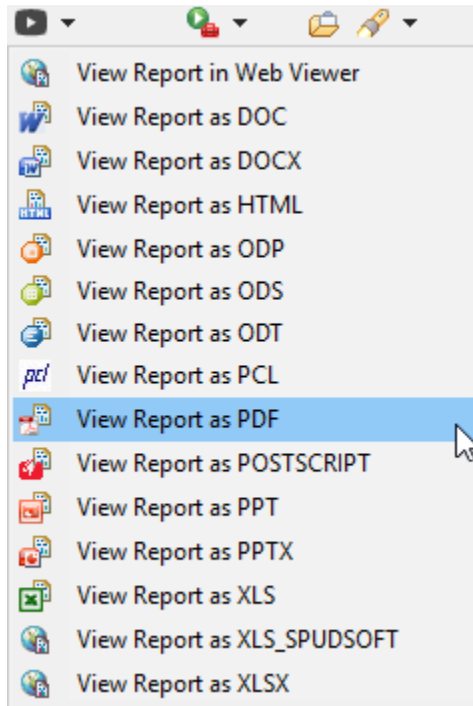 View Report in Web Viewer
View Report as DOC
View Report as DOCX
View Report as HTML
View Report as ODP
View Report as ODS
View Report as ODT
pcl View Report as PCL
View Report as PDF
View Report as POSTSCRIPT
View Report as PPT
View Report as PPTX
View Report as XLS
View Report as XLS_SPUDSOFT
View Report as XLSX